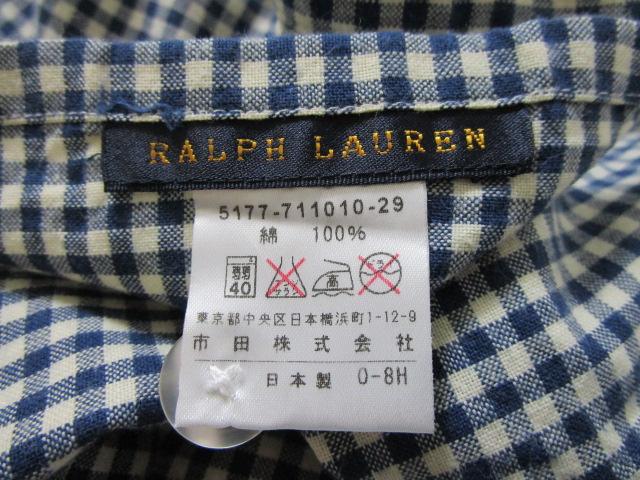 RALPH LAUREN
5177-711010-29
綿 100%
40 高
東京都中央区日本橋浜町1-12-9
市田株式会社
日本製 0-8H